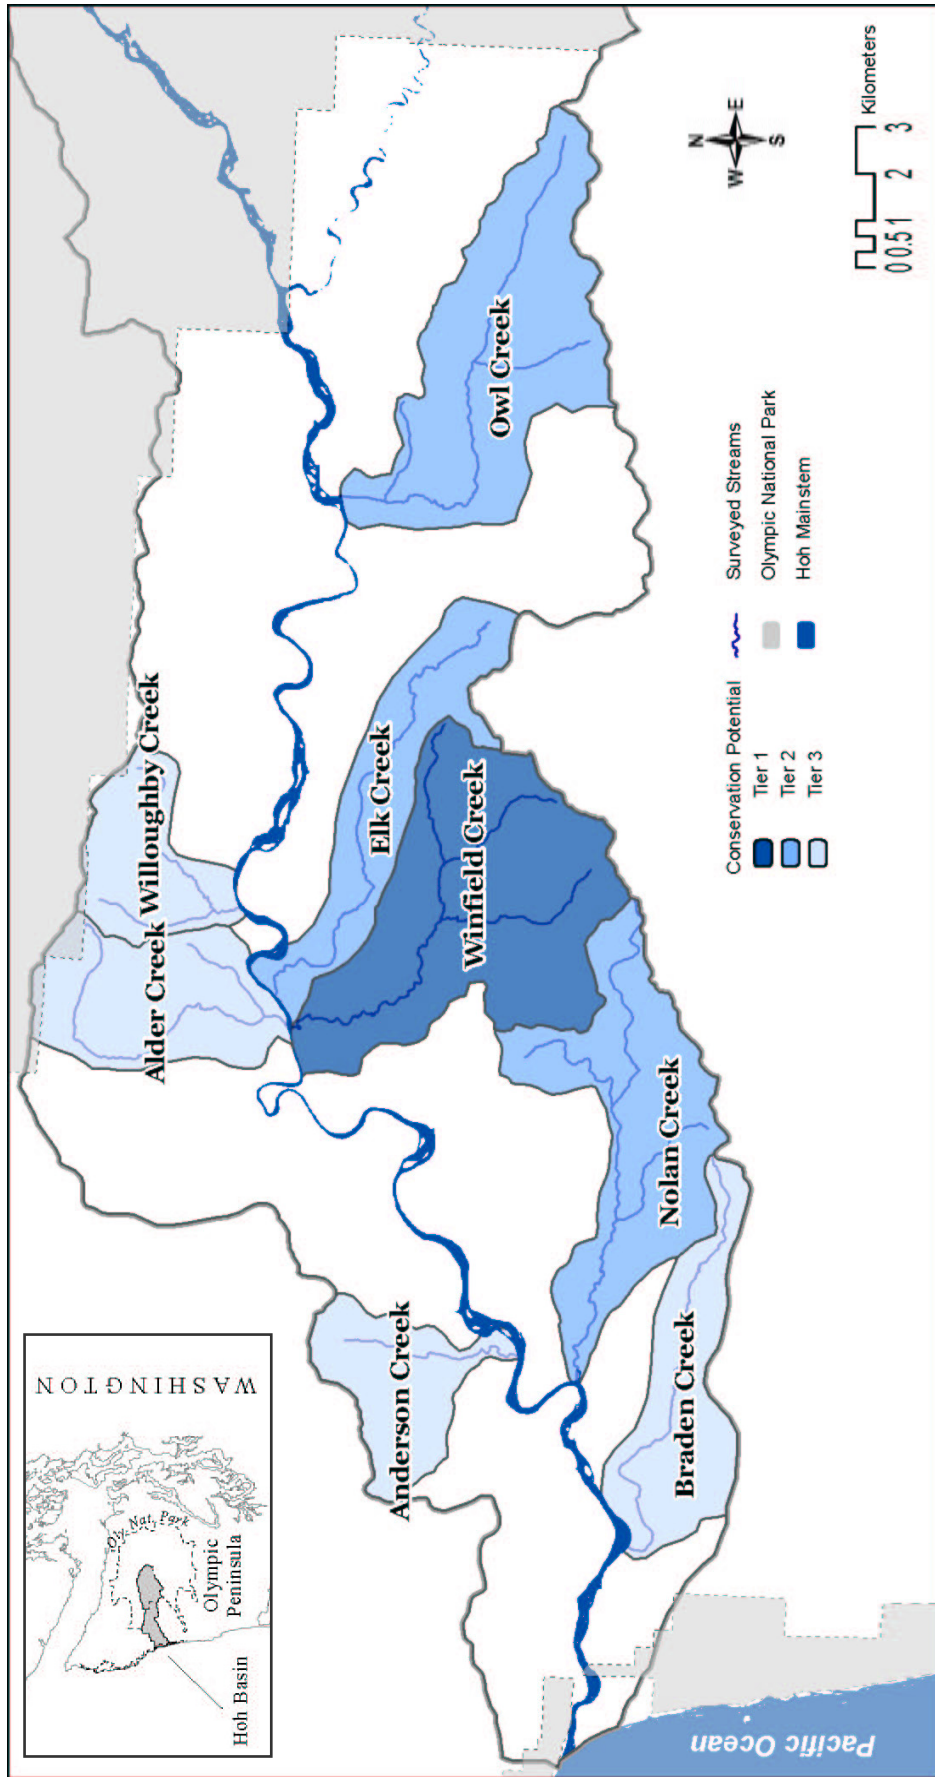 WASHINGTON
Oly. Nat. Park
Olympic
Peninsula
Hoh Basin
Alder Creek
Willoughby Creek
Anderson Creek
Elk Creek
Winfield Creek
Owl Creek
Nolan Creek
Braden Creek
Pacific Ocean
Conservation Potential
Tier 1
Tier 2
Tier 3
Surveyed Streams
Olympic National Park
Hoh Mainstem
N
W
E
S
0 0.5 1 2 3
Kilometers